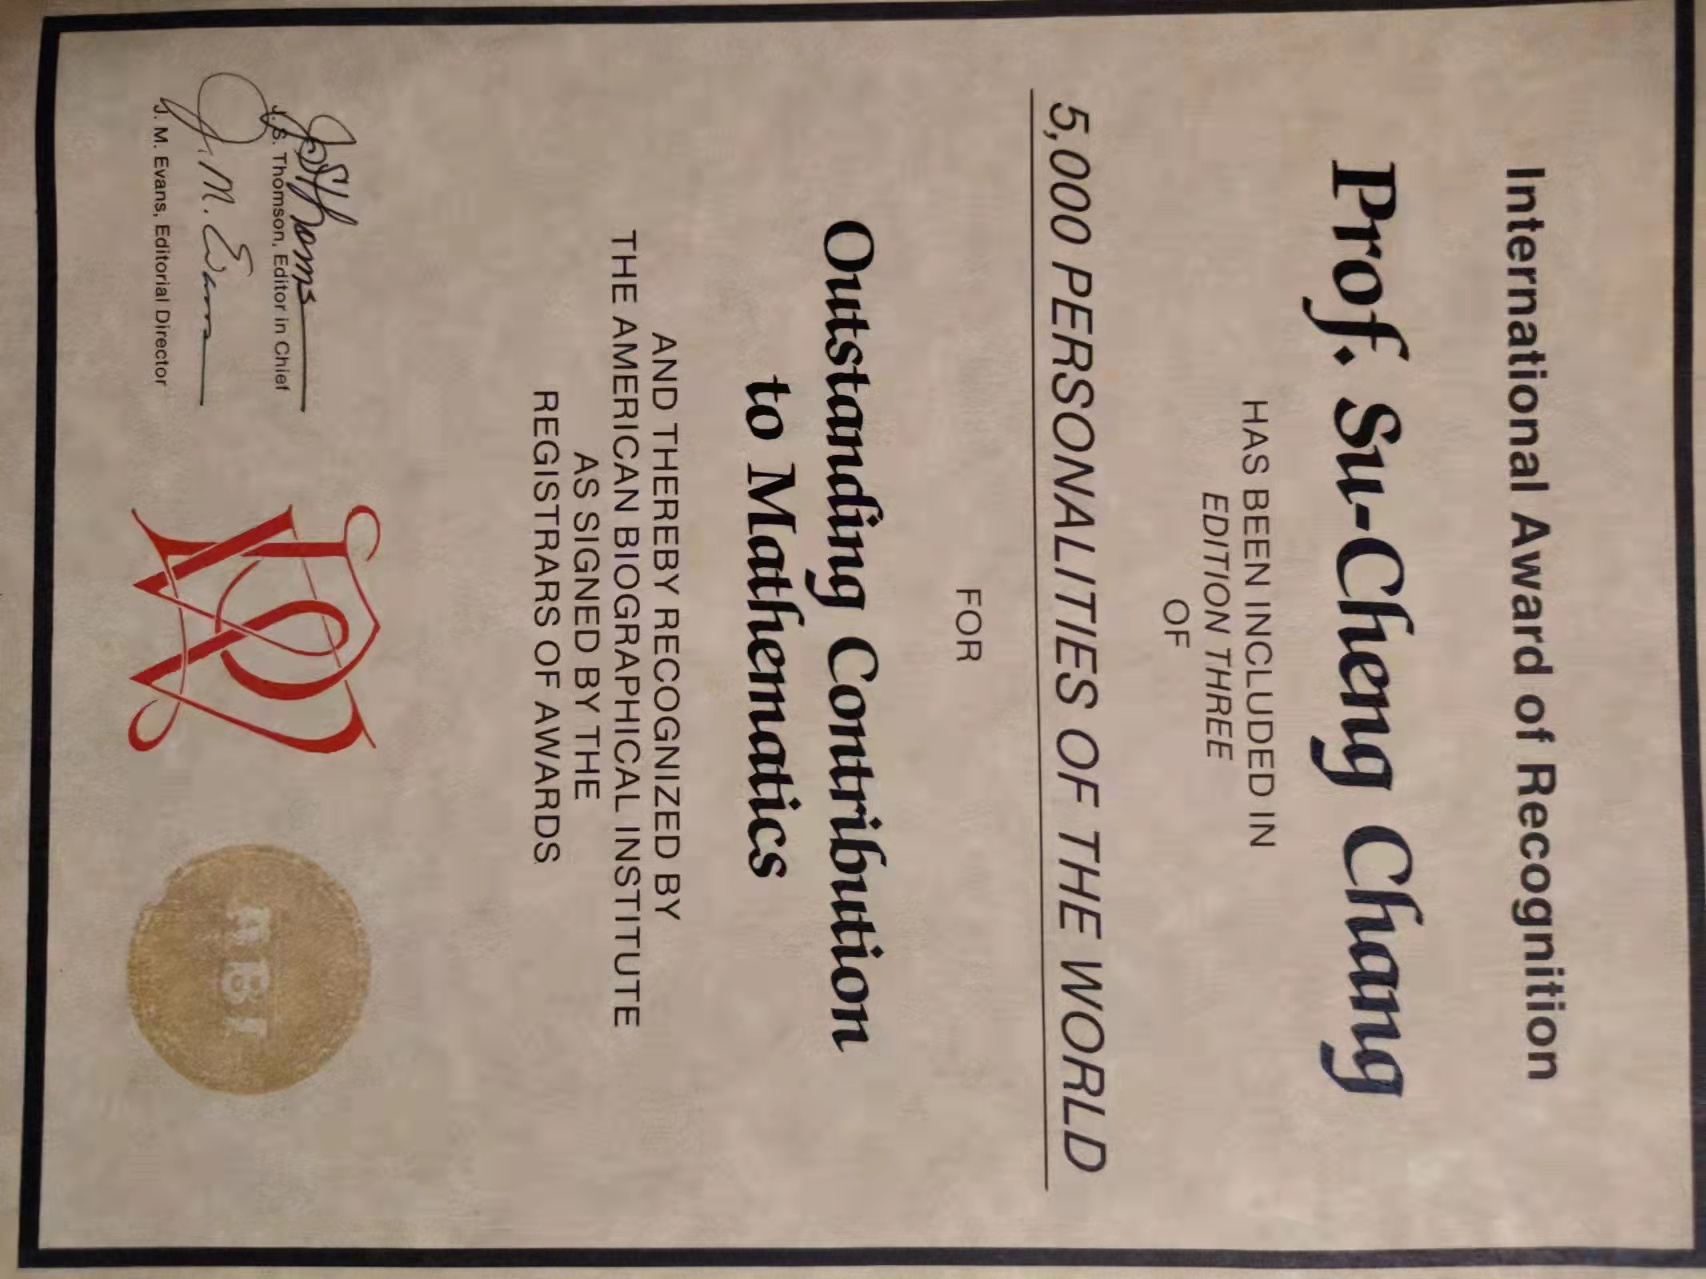 International Award of Recognition
Prof. Su-Cheng Chang
HAS BEEN INCLUDED IN
EDITION THREE
OF
5,000 PERSONALITIES OF THE WORLD
FOR
Outstanding Contribution
to Mathematics
AND THEREBY RECOGNIZED BY
THE AMERICAN BIOGRAPHICAL INSTITUTE
AS SIGNED BY THE
REGISTRARS OF AWARDS
J. S. Thomson, Editor in Chief
J. M. Evans
J. M. Evans, Editorial Director
ABI